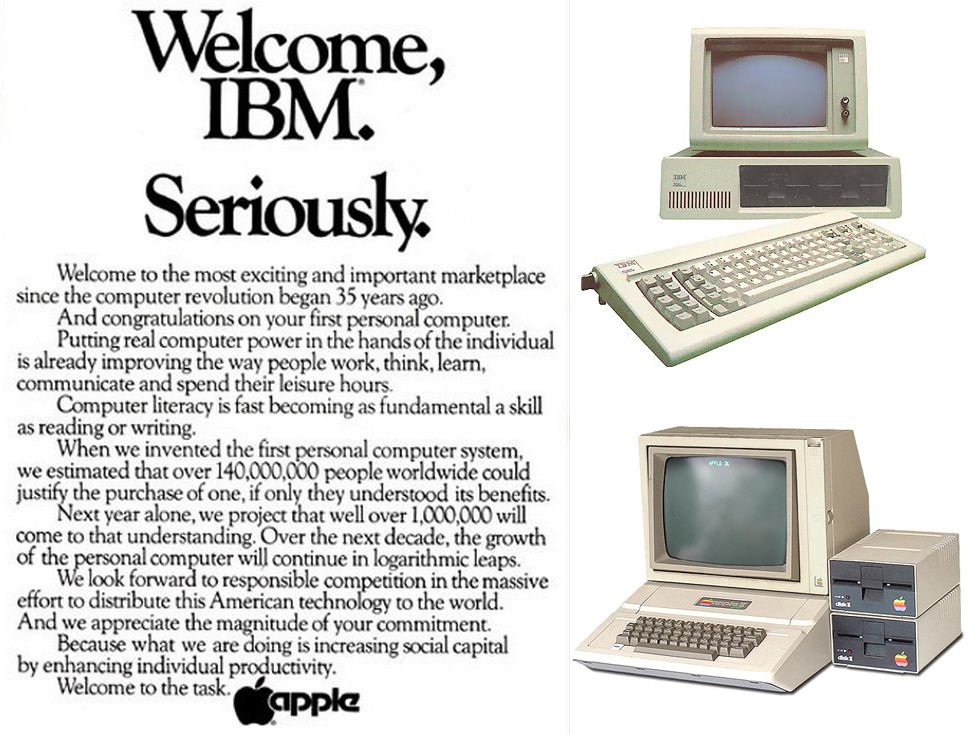 Welcome,
IBM®.
Seriously.
Welcome to the most exciting and important marketplace
since the computer revolution began 35 years ago.
And congratulations on your first personal computer.
Putting real computer power in the hands of the individual
is already improving the way people work, think, learn,
communicate and spend their leisure hours.
Computer literacy is fast becoming as fundamental a skill
as reading or writing.
When we invented the first personal computer system,
we estimated that over 140,000,000 people worldwide could
justify the purchase of one, if only they understood its benefits.
Next year alone, we project that well over 1,000,000 will
come to that understanding. Over the next decade, the growth
of the personal computer will continue in logarithmic leaps.
We look forward to responsible competition in the massive
effort to distribute this American technology to the world.
And we appreciate the magnitude of your commitment.
Because what we are doing is increasing social capital
by enhancing individual productivity.
Welcome to the task.
apple
IBM
APPLE ][
apple ][
disk II
disk II